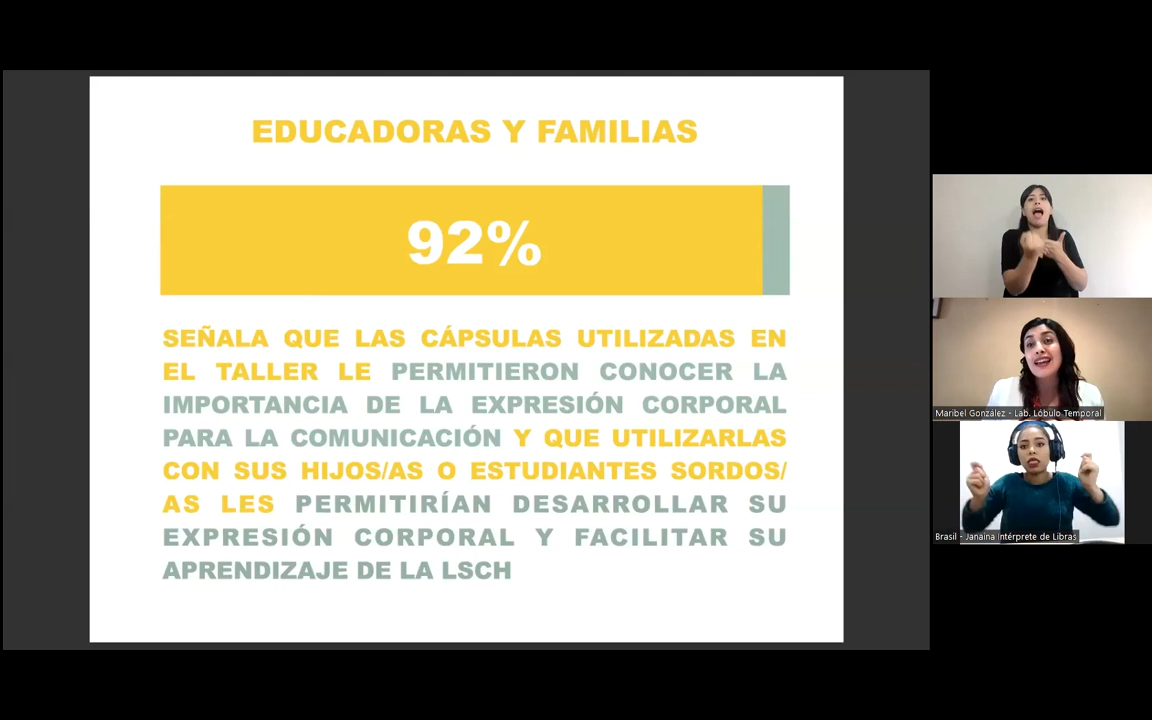 EDUCADORAS Y FAMILIAS
92%
SEÑALA QUE LAS CÁPSULAS UTILIZADAS EN
EL TALLER LE PERMITIERON CONOCER LA
IMPORTANCIA DE LA EXPRESIÓN CORPORAL
PARA LA COMUNICACIÓN Y QUE UTILIZARLAS
CON SUS HIJOS/AS O ESTUDIANTES SORDOS/
AS LES PERMITIRÍAN DESARROLLAR SU
EXPRESIÓN CORPORAL Y FACILITAR SU
APRENDIZAJE DE LA LSCH
Maribel González - Lab. Lóbulo Temporal
Brasil - Janaína Intérprete de Libras